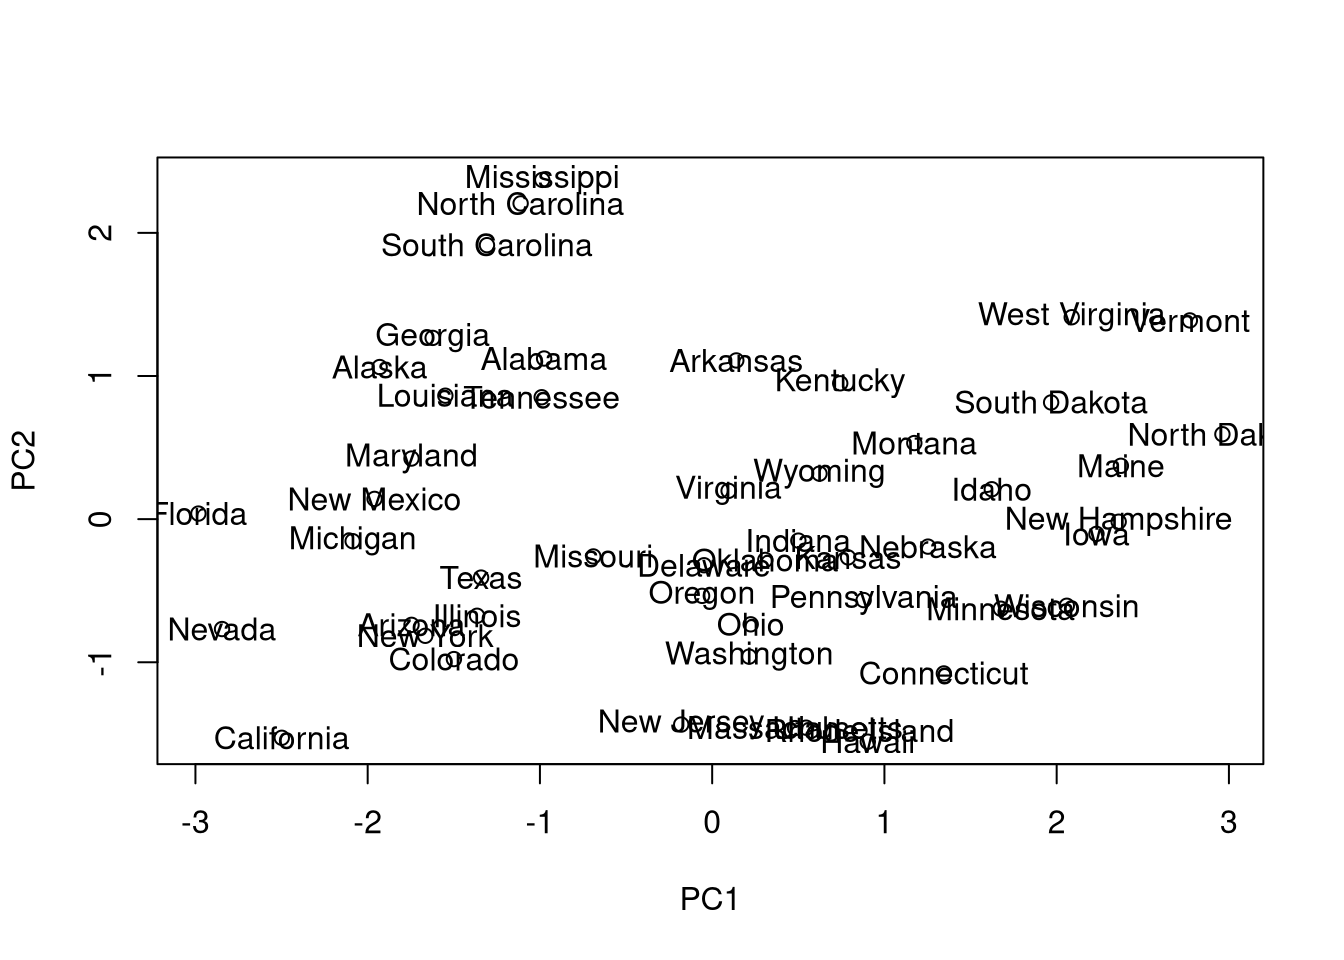 Mississippi
North Carolina
South Carolina
West Virginia
Vermont
Georgia
Alabama
Arkansas
Alaska
Kentucky
Louisiana
Tennessee
South Dakota
North Dak
Montana
Maryland
Maine
Wyoming
Virginia
Idaho
New Mexico
Florida
New Hampshire
Iowa
Michigan
Indiana
Nebraska
Missouri
Oklahoma
Kansas
Delaware
Texas
Oregon
Pennsylvania
Minnesota
Wisconsin
Illinois
Arizona
New York
Nevada
Ohio
Washington
Colorado
Connecticut
New Jersey
Massachusetts
Rhode Island
Hawaii
California
2
1
0
-1
PC2
-3 -2 -1 0 1 2 3
PC1